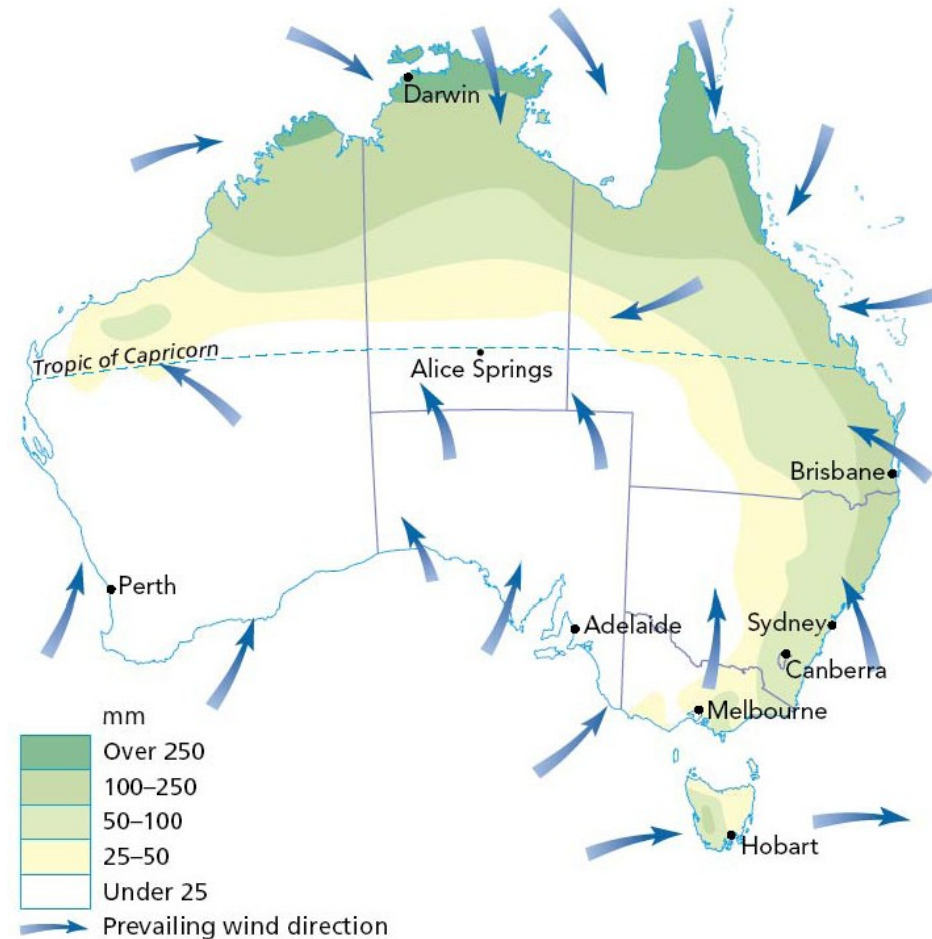 Darwin
Tropic of Capricorn
Alice Springs
Brisbane
Perth
Adelaide
Sydney
Canberra
Melbourne
Hobart
mm
Over 250
100–250
50–100
25–50
Under 25
Prevailing wind direction